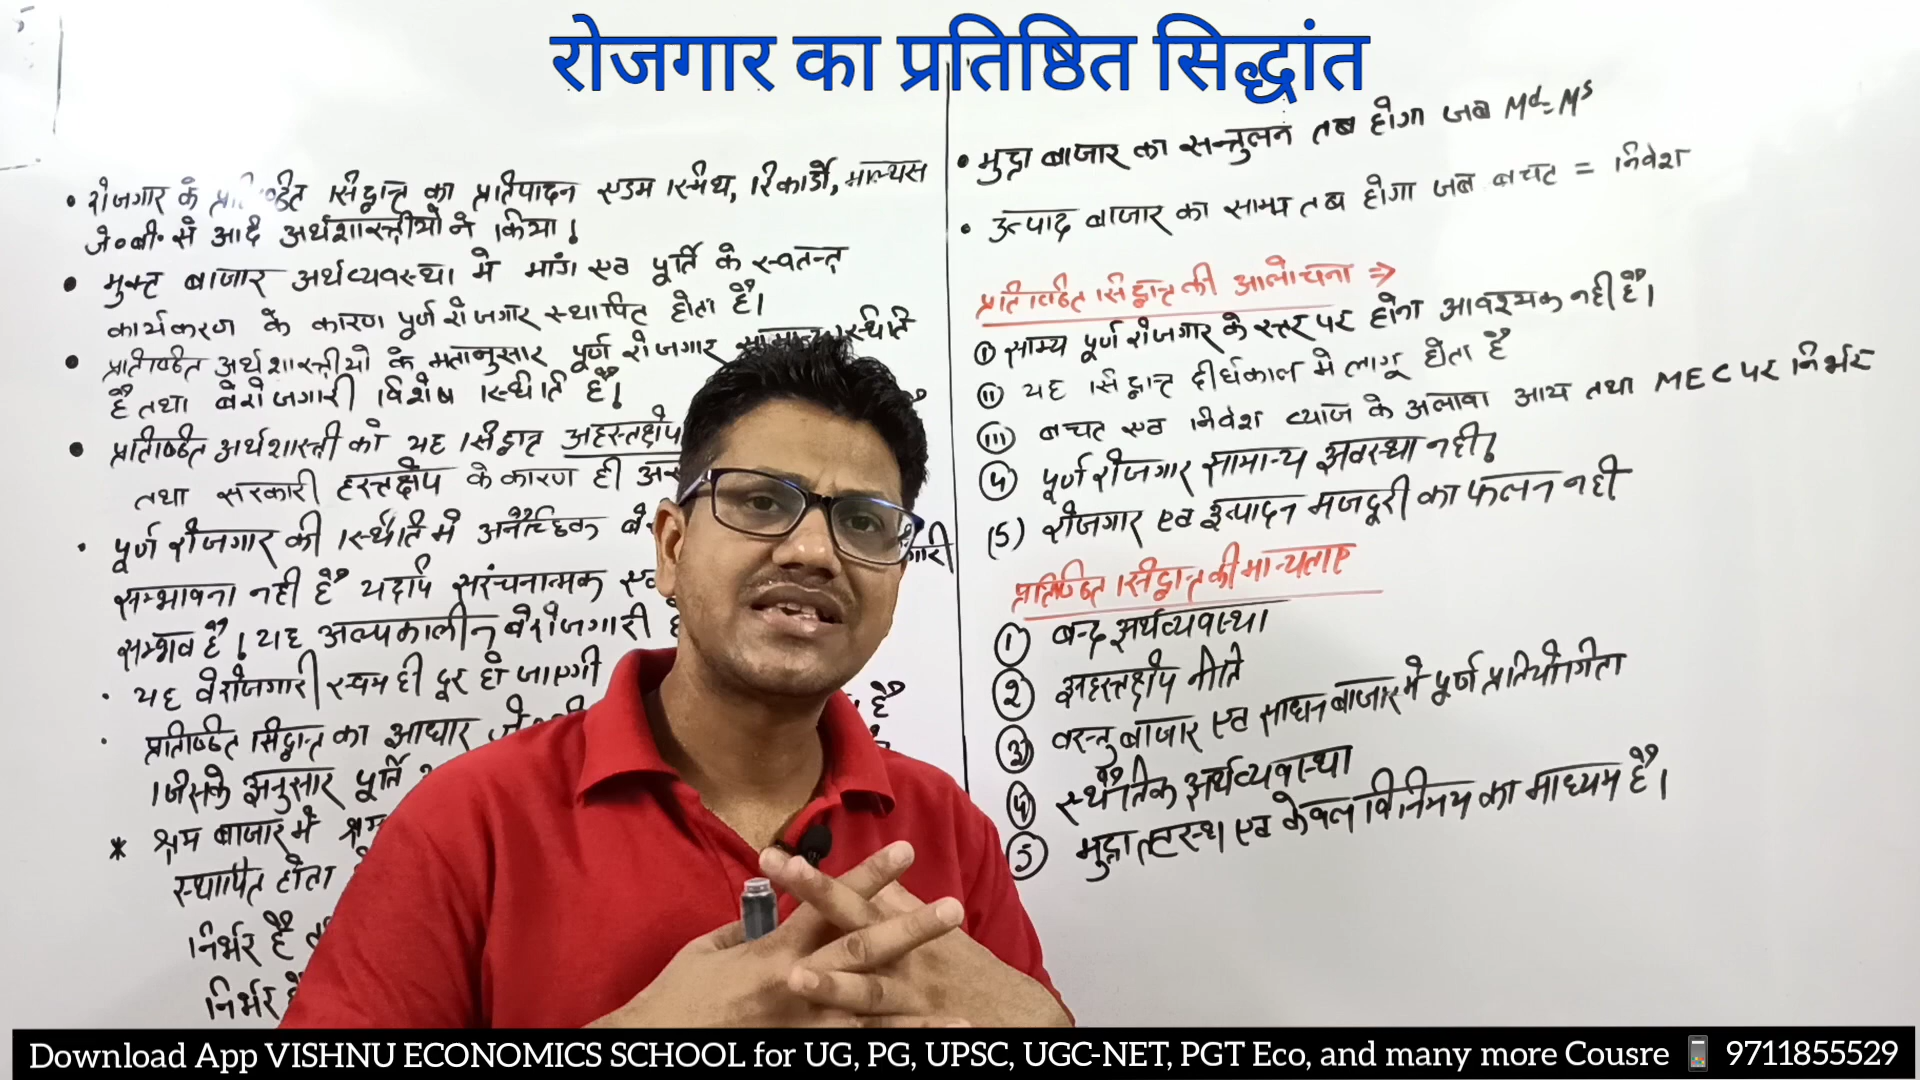 रोजगार का प्रतिष्ठित सिद्धांत
• रोजगार के सिद्धान्त का प्रतिपादन एडम स्मिथ, रिकार्डो, माल्थस
जे॰बी॰ से आदि अर्थशास्त्रीयो ने किया।
• मुक्त बाजार अर्थव्यवस्था मे मांग एव पूर्ति के स्वतन्त्र
कार्यकरण के कारण पूर्ण रोजगार स्थापित होता है।
• प्रतिष्ठित अर्थशास्त्रीयो के मतानुसार पूर्ण रोजगार सामान्य स्थिति
है तथा बेरोजगारी विशेष स्थिति है।
• प्रतिष्ठित अर्थशास्त्री का यह सिद्धान्त अहस्तक्षेप
तथा सरकारी हस्तक्षेप के कारण ही
• पूर्ण रोजगार की स्थिति मे अनैच्छिक
सम्भावना नही है यद्यपि संरचनात्मक
सम्भव है। यह अल्पकालीन बेरोजगारी
• यह बेरोजगारी स्वयम ही दूर हो जाएगी
• प्रतिष्ठित सिद्धान्त का आधार है
जिसके अनुसार पूर्ति
* श्रम बाजार मे श्रम
स्थापित होता
निर्भर है
निर्भर
• मुद्रा बाजार का सन्तुलन तब होगा जब Md=Ms
• उत्पाद बाजार का साम्य तब होगा जब बचत = निवेश
प्रतिष्ठित सिद्धान्त की आलोचना ⇒
① साम्य पूर्ण रोजगार के स्तर पर होना आवश्यक नही है।
⑪ यह सिद्धान्त दीर्घकाल मे लागू होता है
⑪⑪ बचत एव निवेश व्याज के अलावा आय तथा MEC पर निर्भर
④ पूर्ण रोजगार सामान्य अवस्था नही।
(5) रोजगार एव उत्पादन मजदूरी का फलन नही
प्रतिष्ठित सिद्धान्त की मान्यताए
① बन्द अर्थव्यवस्था
② अहस्तक्षेप नीति
③ वस्तु बाजार एव साधन बाजार मे पूर्ण प्रतियोगिता
④ स्थैतिक अर्थव्यवस्था
⑤ मुद्रा तटस्थ एव केवल विनिमय का माध्यम है।
Download App VISHNU ECONOMICS SCHOOL for UG, PG, UPSC, UGC-NET, PGT Eco, and many more Cousre 📱 9711855529